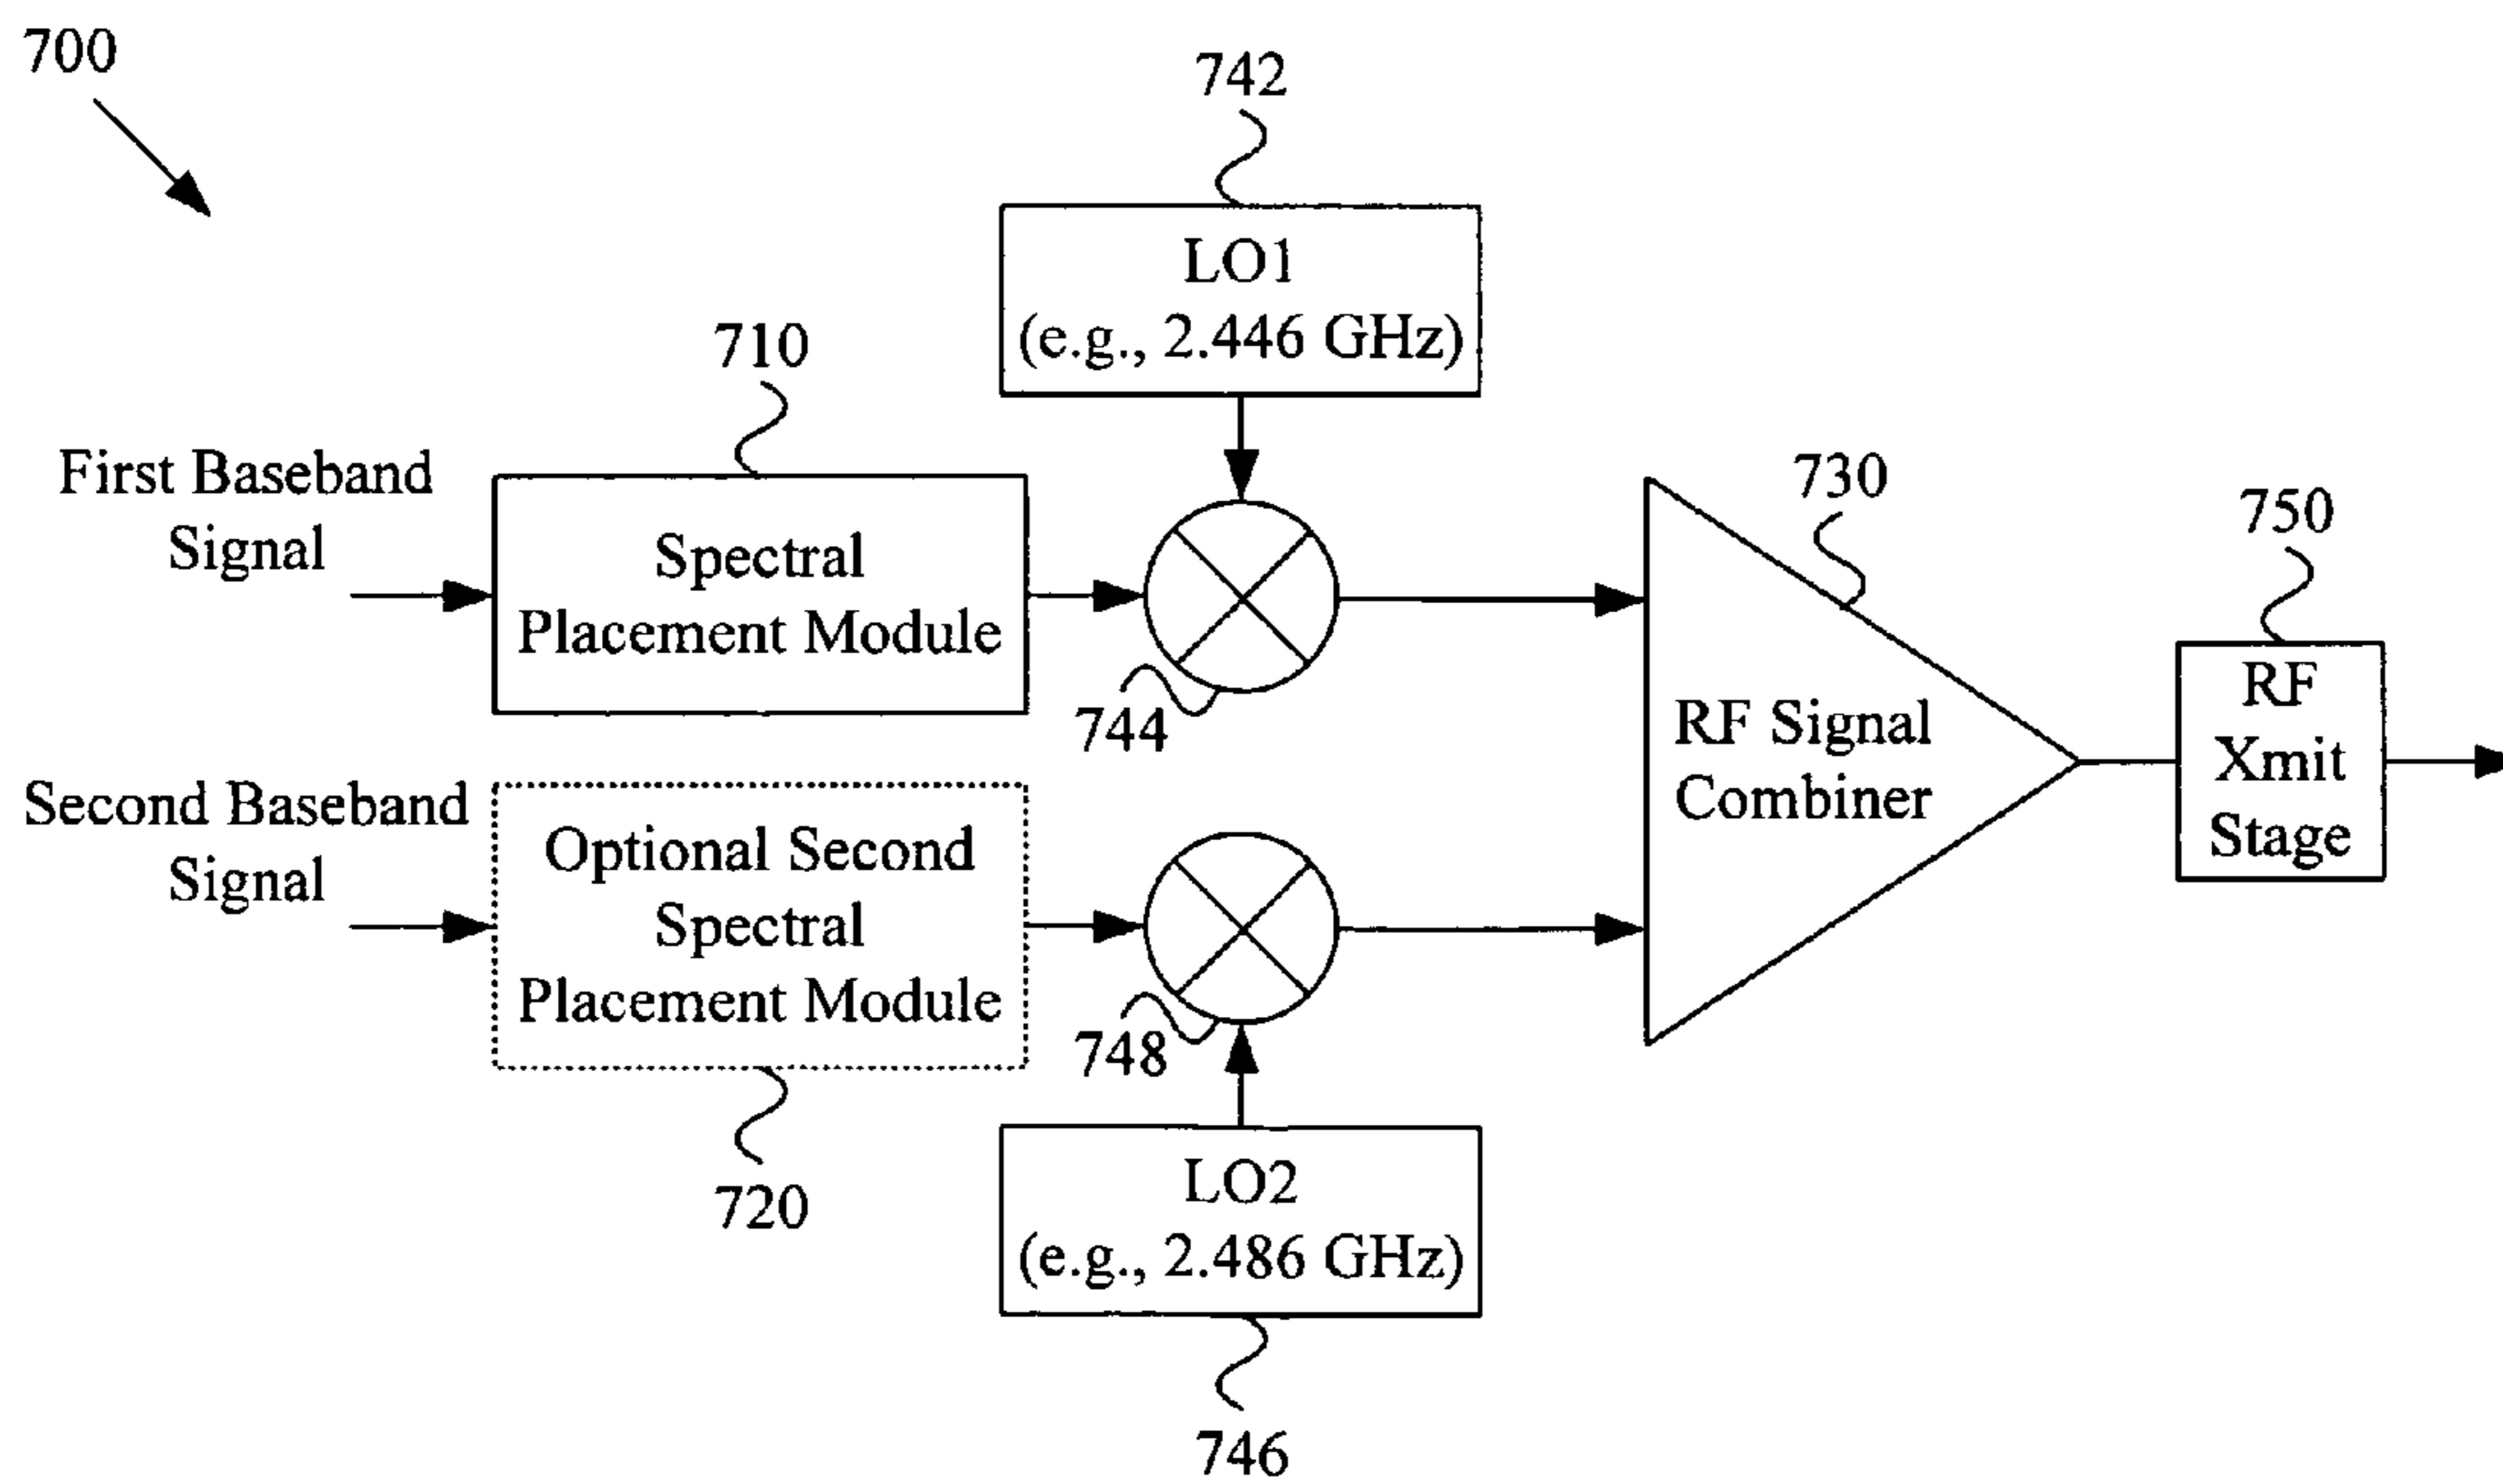 700
742
LO1
(e.g., 2.446 GHz)
710
First Baseband
Signal
Spectral
Placement Module
744
730
750
RF Signal
Combiner
RF
Xmit
Stage
Second Baseband
Signal
Optional Second
Spectral
Placement Module
748
720
LO2
(e.g., 2.486 GHz)
746